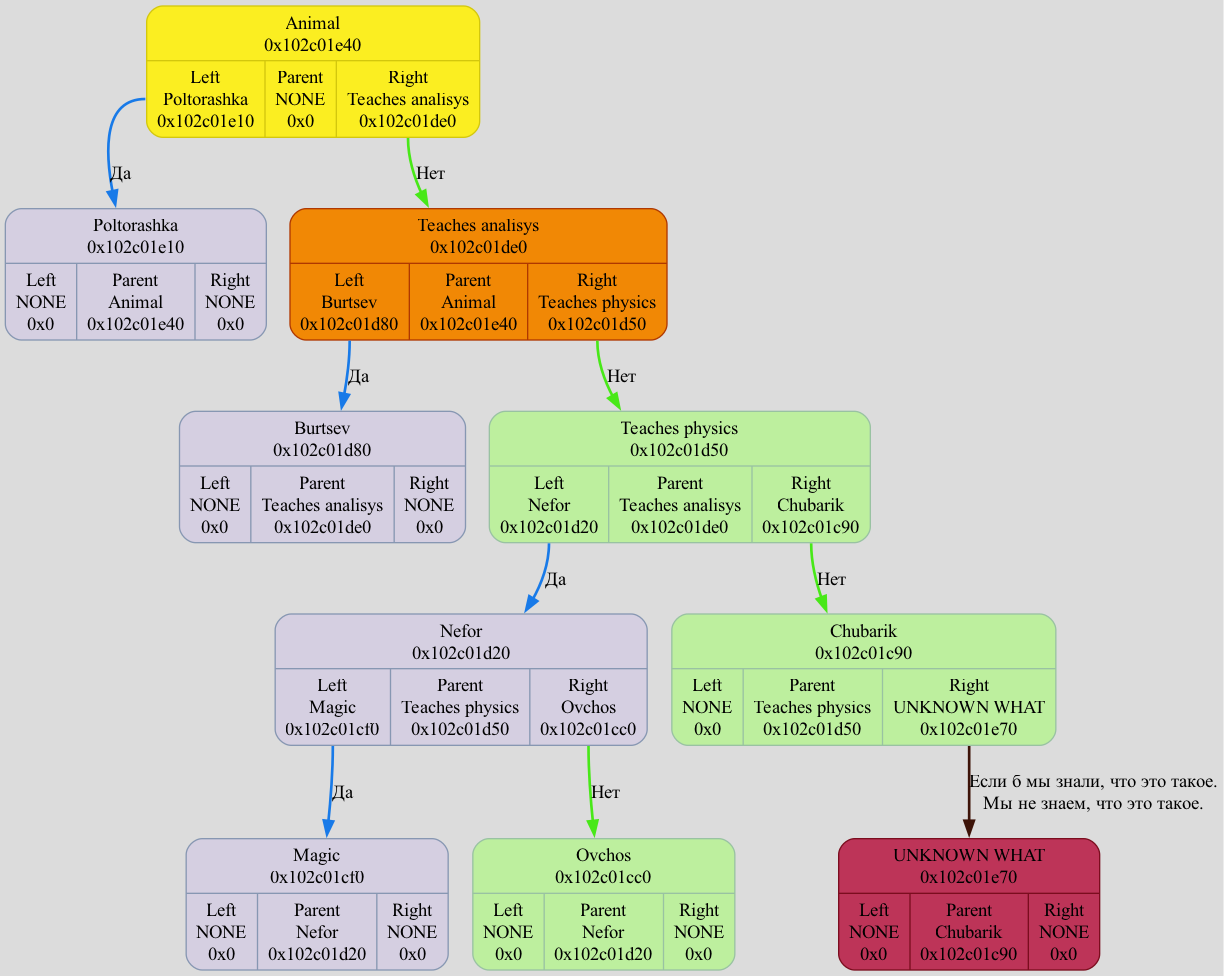 Animal
0x102c01e40
Left
Poltorashka
0x102c01e10
Parent
NONE
0x0
Right
Teaches analisys
0x102c01de0
Да
Нет
Poltorashka
0x102c01e10
Left
NONE
0x0
Parent
Animal
0x102c01e40
Right
NONE
0x0
Teaches analisys
0x102c01de0
Left
Burtsev
0x102c01d80
Parent
Animal
0x102c01e40
Right
Teaches physics
0x102c01d50
Да
Нет
Burtsev
0x102c01d80
Left
NONE
0x0
Parent
Teaches analisys
0x102c01de0
Right
NONE
0x0
Teaches physics
0x102c01d50
Left
Nefor
0x102c01d20
Parent
Teaches analisys
0x102c01de0
Right
Chubarik
0x102c01c90
Да
Нет
Nefor
0x102c01d20
Left
Magic
0x102c01cf0
Parent
Teaches physics
0x102c01d50
Right
Ovchos
0x102c01cc0
Chubarik
0x102c01c90
Left
NONE
0x0
Parent
Teaches physics
0x102c01d50
Right
UNKNOWN WHAT
0x102c01e70
Да
Нет
Если б мы знали, что это такое.
Мы не знаем, что это такое.
Magic
0x102c01cf0
Left
NONE
0x0
Parent
Nefor
0x102c01d20
Right
NONE
0x0
Ovchos
0x102c01cc0
Left
NONE
0x0
Parent
Nefor
0x102c01d20
Right
NONE
0x0
UNKNOWN WHAT
0x102c01e70
Left
NONE
0x0
Parent
Chubarik
0x102c01c90
Right
NONE
0x0